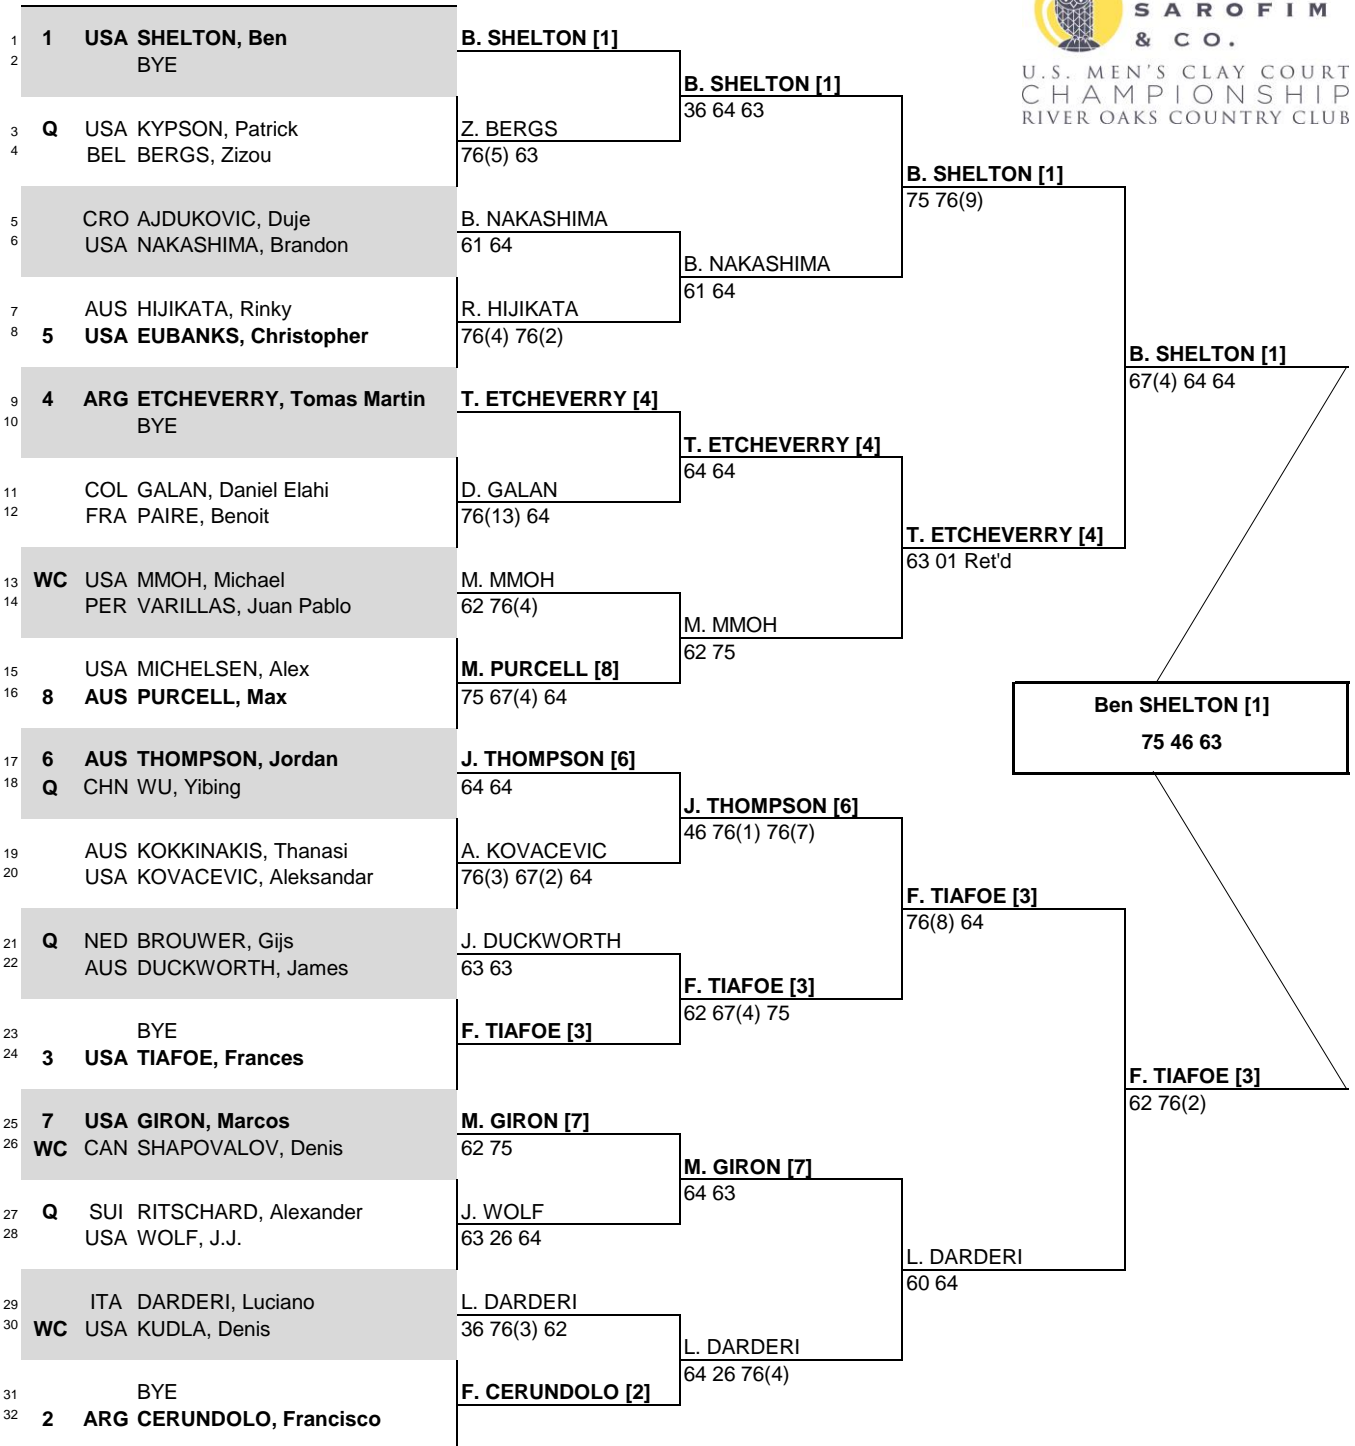 SAROFIM
& CO.
U.S. MEN'S CLAY COURT
CHAMPIONSHIP
RIVER OAKS COUNTRY CLUB
1 1 USA SHELTON, Ben
2 BYE
3 Q USA KYPSON, Patrick
4 BEL BERGS, Zizou
5 CRO AJDUKOVIC, Duje
6 USA NAKASHIMA, Brandon
7 AUS HIJIKATA, Rinky
8 5 USA EUBANKS, Christopher
9 4 ARG ETCHEVERRY, Tomas Martin
10 BYE
11 COL GALAN, Daniel Elahi
12 FRA PAIRE, Benoit
13 WC USA MMOH, Michael
14 PER VARILLAS, Juan Pablo
15 USA MICHELSEN, Alex
16 8 AUS PURCELL, Max
17 6 AUS THOMPSON, Jordan
18 Q CHN WU, Yibing
19 AUS KOKKINAKIS, Thanasi
20 USA KOVACEVIC, Aleksandar
21 Q NED BROUWER, Gijs
22 AUS DUCKWORTH, James
23 BYE
24 3 USA TIAFOE, Frances
25 7 USA GIRON, Marcos
26 WC CAN SHAPOVALOV, Denis
27 Q SUI RITSCHARD, Alexander
28 USA WOLF, J.J.
29 ITA DARDERI, Luciano
30 WC USA KUDLA, Denis
31 BYE
32 2 ARG CERUNDOLO, Francisco
B. SHELTON [1]
Z. BERGS
76(5) 63
B. NAKASHIMA
61 64
R. HIJIKATA
76(4) 76(2)
T. ETCHEVERRY [4]
D. GALAN
76(13) 64
M. MMOH
62 76(4)
M. PURCELL [8]
75 67(4) 64
J. THOMPSON [6]
64 64
A. KOVACEVIC
76(3) 67(2) 64
J. DUCKWORTH
63 63
F. TIAFOE [3]
M. GIRON [7]
62 75
J. WOLF
63 26 64
L. DARDERI
36 76(3) 62
F. CERUNDOLO [2]
B. SHELTON [1]
36 64 63
B. NAKASHIMA
61 64
T. ETCHEVERRY [4]
64 64
M. MMOH
62 75
J. THOMPSON [6]
46 76(1) 76(7)
F. TIAFOE [3]
62 67(4) 75
M. GIRON [7]
64 63
L. DARDERI
64 26 76(4)
B. SHELTON [1]
75 76(9)
T. ETCHEVERRY [4]
63 01 Ret'd
F. TIAFOE [3]
76(8) 64
L. DARDERI
60 64
B. SHELTON [1]
67(4) 64 64
F. TIAFOE [3]
62 76(2)
Ben SHELTON [1]
75 46 63